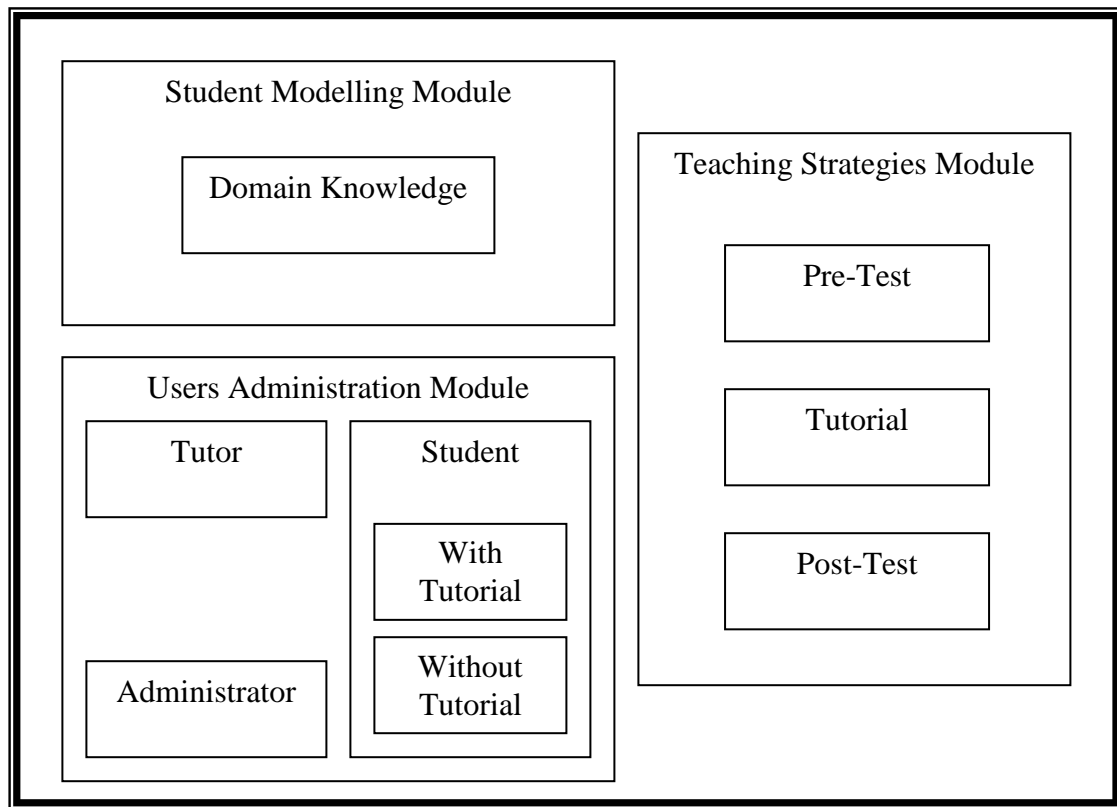 Student Modelling Module
Domain Knowledge
Users Administration Module
Tutor
Administrator
Student
With
Tutorial
Without
Tutorial
Teaching Strategies Module
Pre-Test
Tutorial
Post-Test